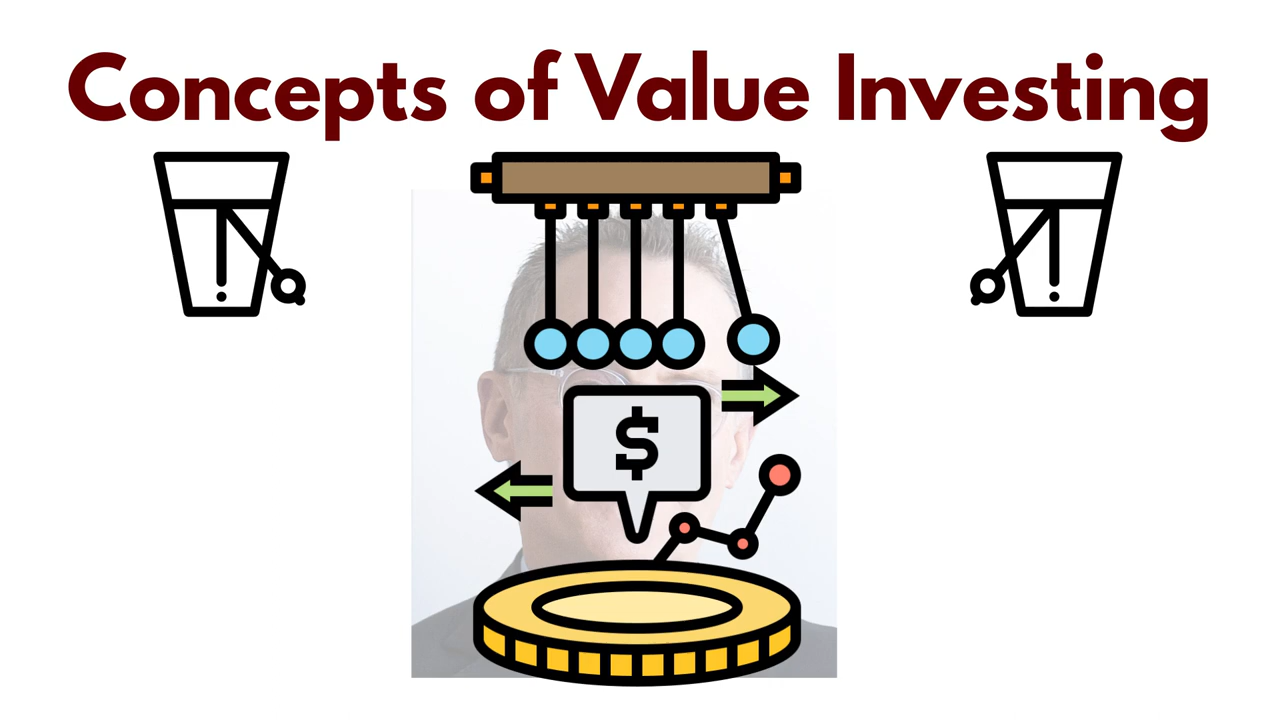 Concepts of Value Investing
$